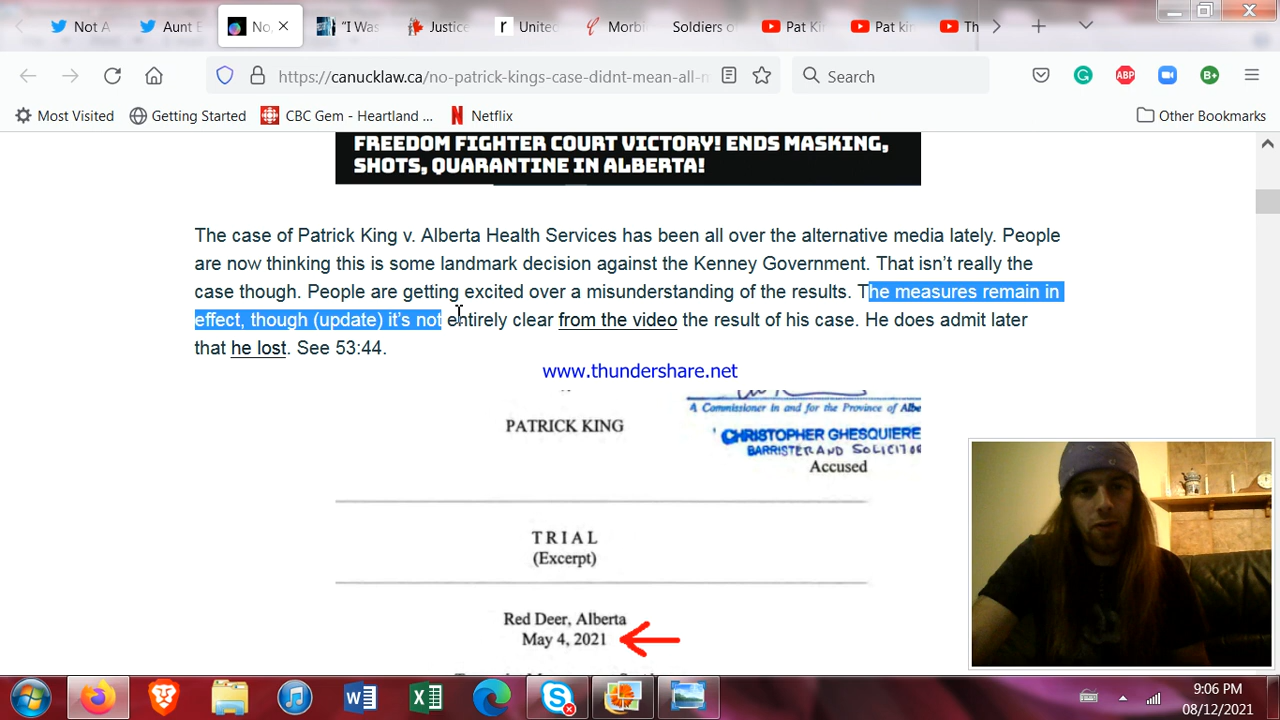 Not A
Aunt E
No,
“I Was
Justice
United
Morbi
Soldiers of
Pat Kin
Pat kin
Th
https://canucklaw.ca/no-patrick-kings-case-didnt-mean-all-m
Search
ABP
B+
Most Visited
Getting Started
CBC Gem - Heartland ...
Netflix
Other Bookmarks
FREEDOM FIGHTER COURT VICTORY! ENDS MASKING,
SHOTS, QUARANTINE IN ALBERTA!
The case of Patrick King v. Alberta Health Services has been all over the alternative media lately. People
are now thinking this is some landmark decision against the Kenney Government. That isn’t really the
case though. People are getting excited over a misunderstanding of the results. The measures remain in
effect, though (update) it’s not entirely clear from the video the result of his case. He does admit later
that he lost. See 53:44.
www.thundershare.net
A Commissioner in and for the Province of Albe
PATRICK KING
CHRISTOPHER GHESQUIERE
BARRISTER AND SOLICITO
Accused
TRIAL
(Excerpt)
Red Deer, Alberta
May 4, 2021
9:06 PM
08/12/2021